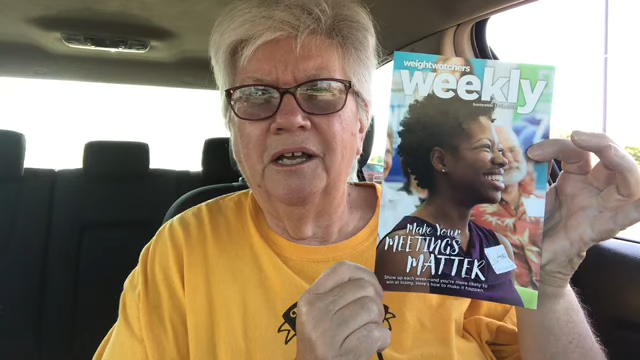 weightwatchers
weekly
Make Your
MEETINGS
MATTER
Show up each week—and you're more likely to
win at losing. Here's how to make it happen.